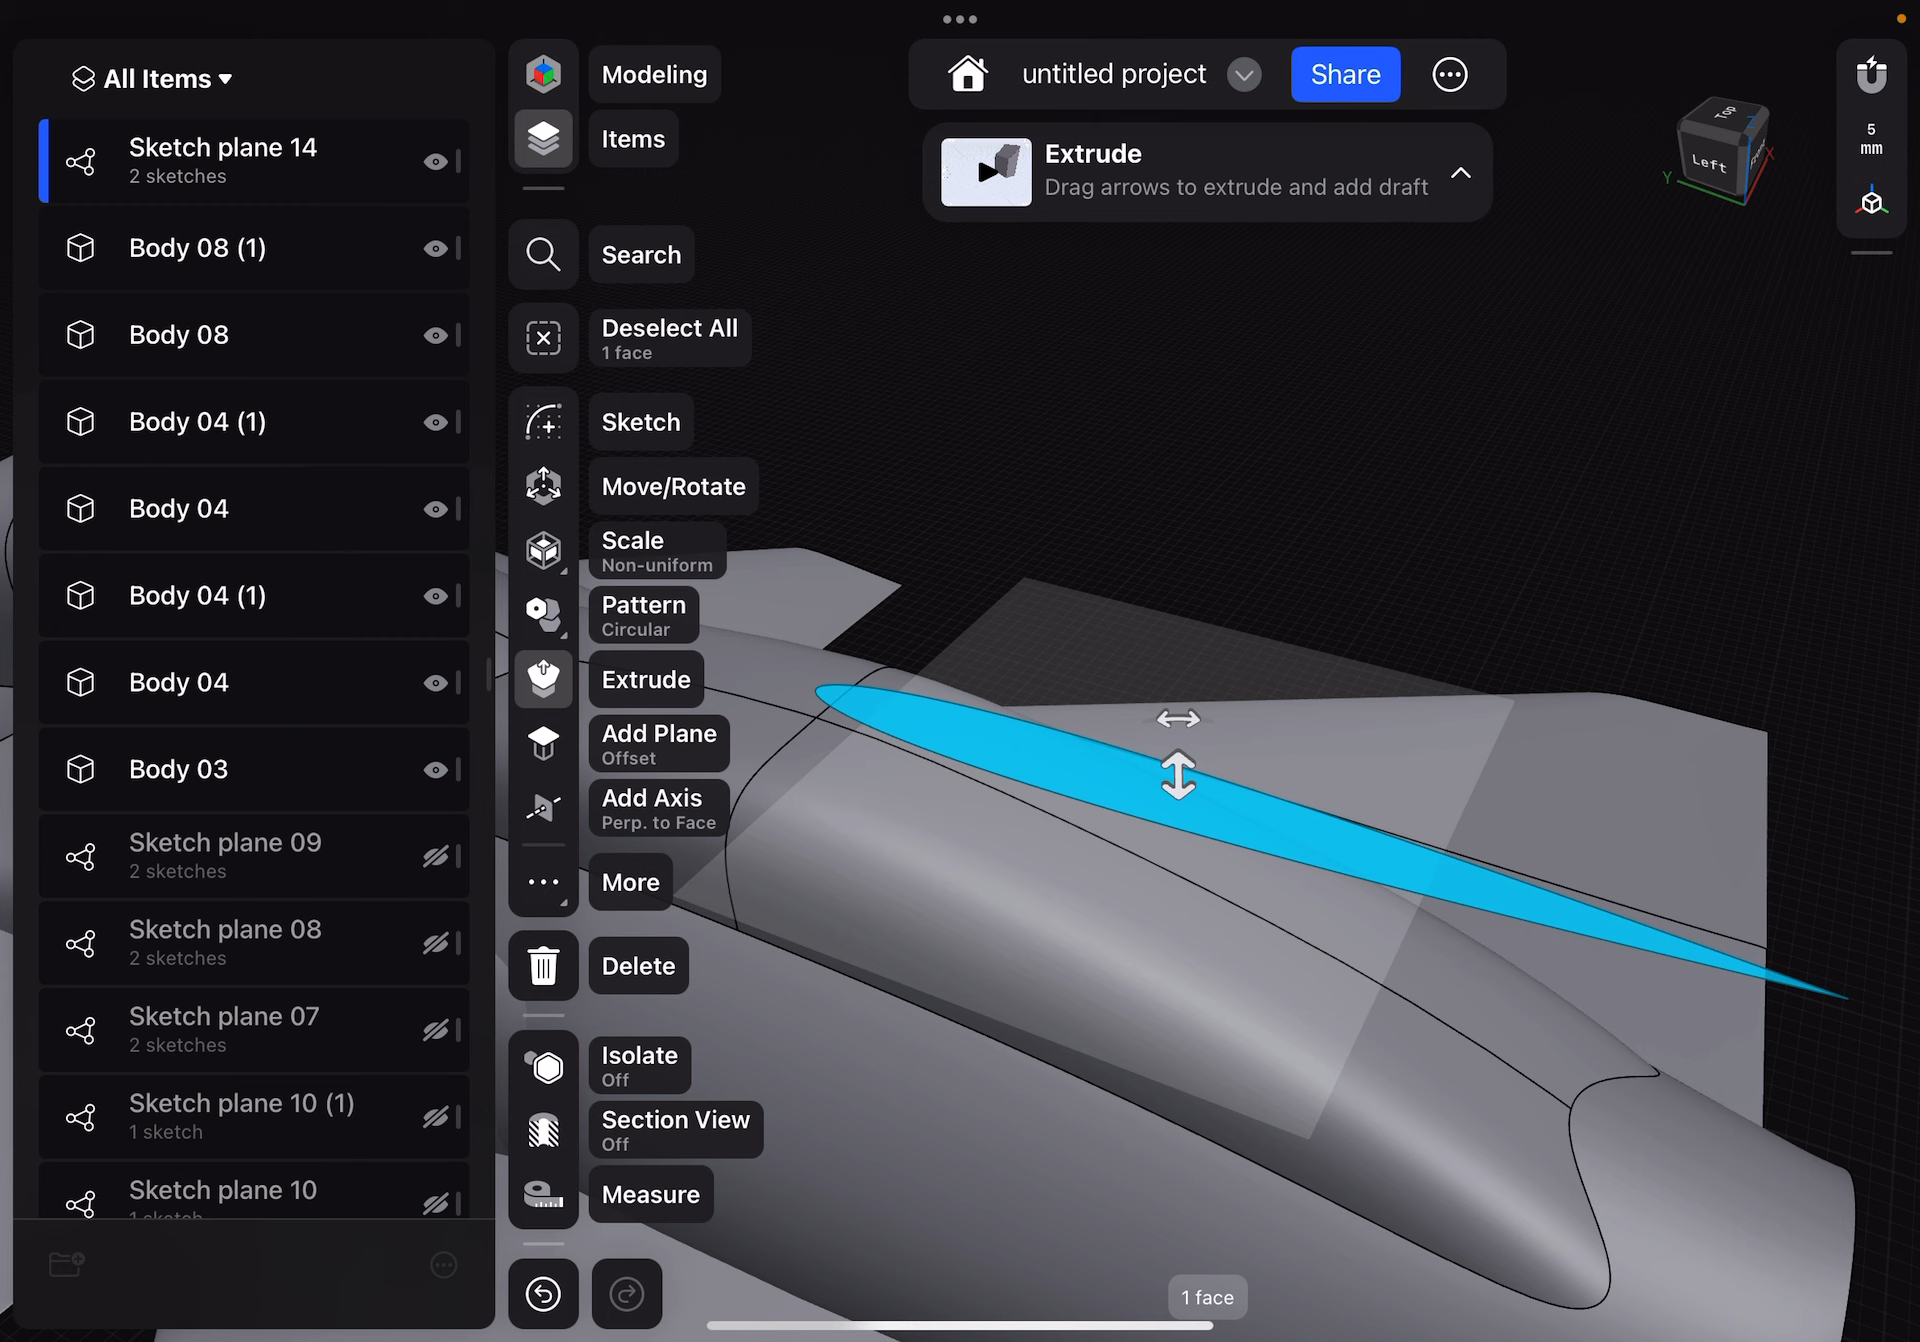 All Items
Sketch plane 14
2 sketches
Body 08 (1)
Body 08
Body 04 (1)
Body 04
Body 04 (1)
Body 04
Body 03
Sketch plane 09
2 sketches
Sketch plane 08
2 sketches
Sketch plane 07
2 sketches
Sketch plane 10 (1)
1 sketch
Sketch plane 10
1 sketch
Modeling
Items
Search
Deselect All
1 face
Sketch
Move/Rotate
Scale
Non-uniform
Pattern
Circular
Extrude
Add Plane
Offset
Add Axis
Perp. to Face
More
Delete
Isolate
Off
Section View
Off
Measure
untitled project
Share
Extrude
Drag arrows to extrude and add draft
Top
Left
Z
X
Y
5
mm
1 face